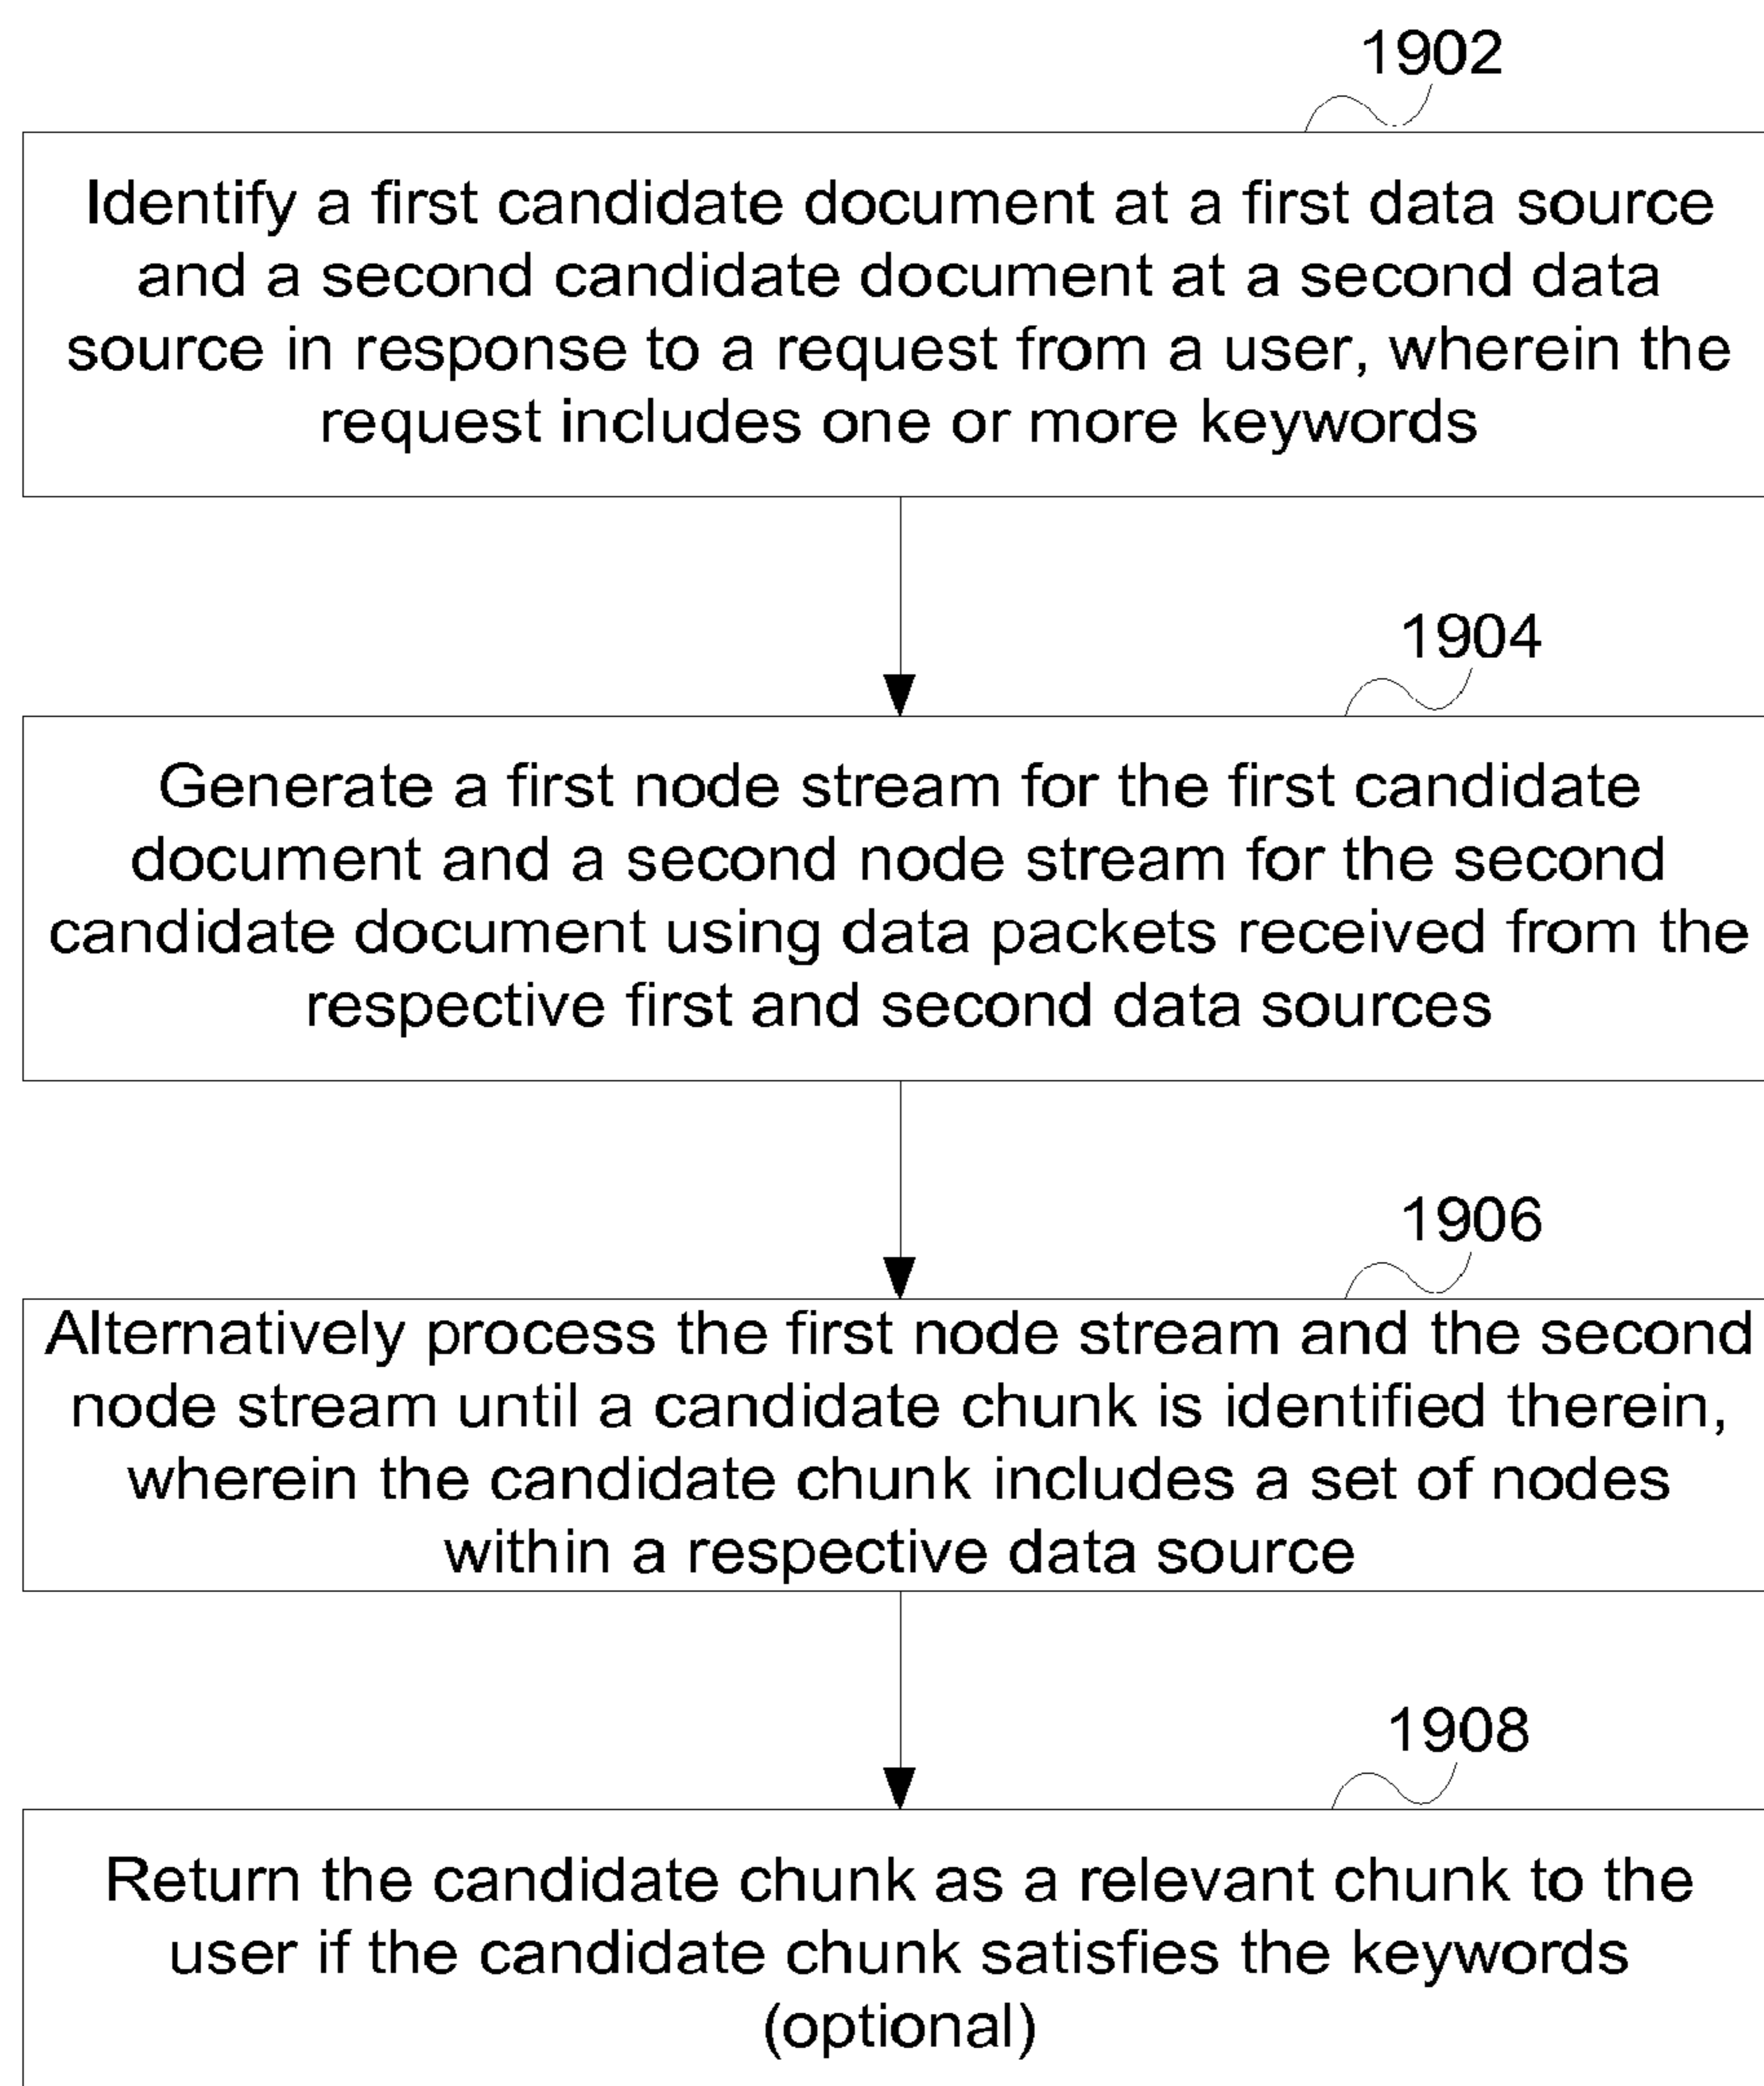 1902
Identify a first candidate document at a first data source
and a second candidate document at a second data
source in response to a request from a user, wherein the
request includes one or more keywords
1904
Generate a first node stream for the first candidate
document and a second node stream for the second
candidate document using data packets received from the
respective first and second data sources
1906
Alternatively process the first node stream and the second
node stream until a candidate chunk is identified therein,
wherein the candidate chunk includes a set of nodes
within a respective data source
1908
Return the candidate chunk as a relevant chunk to the
user if the candidate chunk satisfies the keywords
(optional)